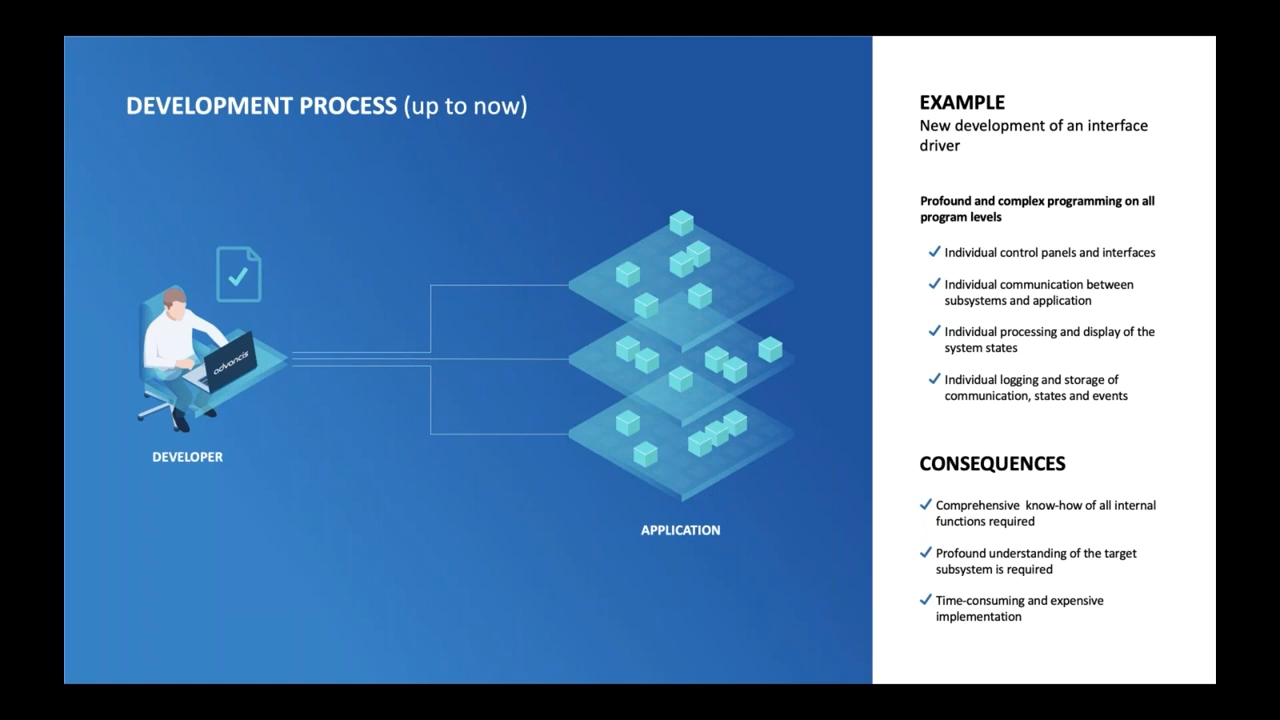 DEVELOPMENT PROCESS (up to now)
advancis
DEVELOPER
APPLICATION
EXAMPLE
New development of an interface
driver
Profound and complex programming on all
program levels
Individual control panels and interfaces
Individual communication between
subsystems and application
Individual processing and display of the
system states
Individual logging and storage of
communication, states and events
CONSEQUENCES
Comprehensive know-how of all internal
functions required
Profound understanding of the target
subsystem is required
Time-consuming and expensive
implementation